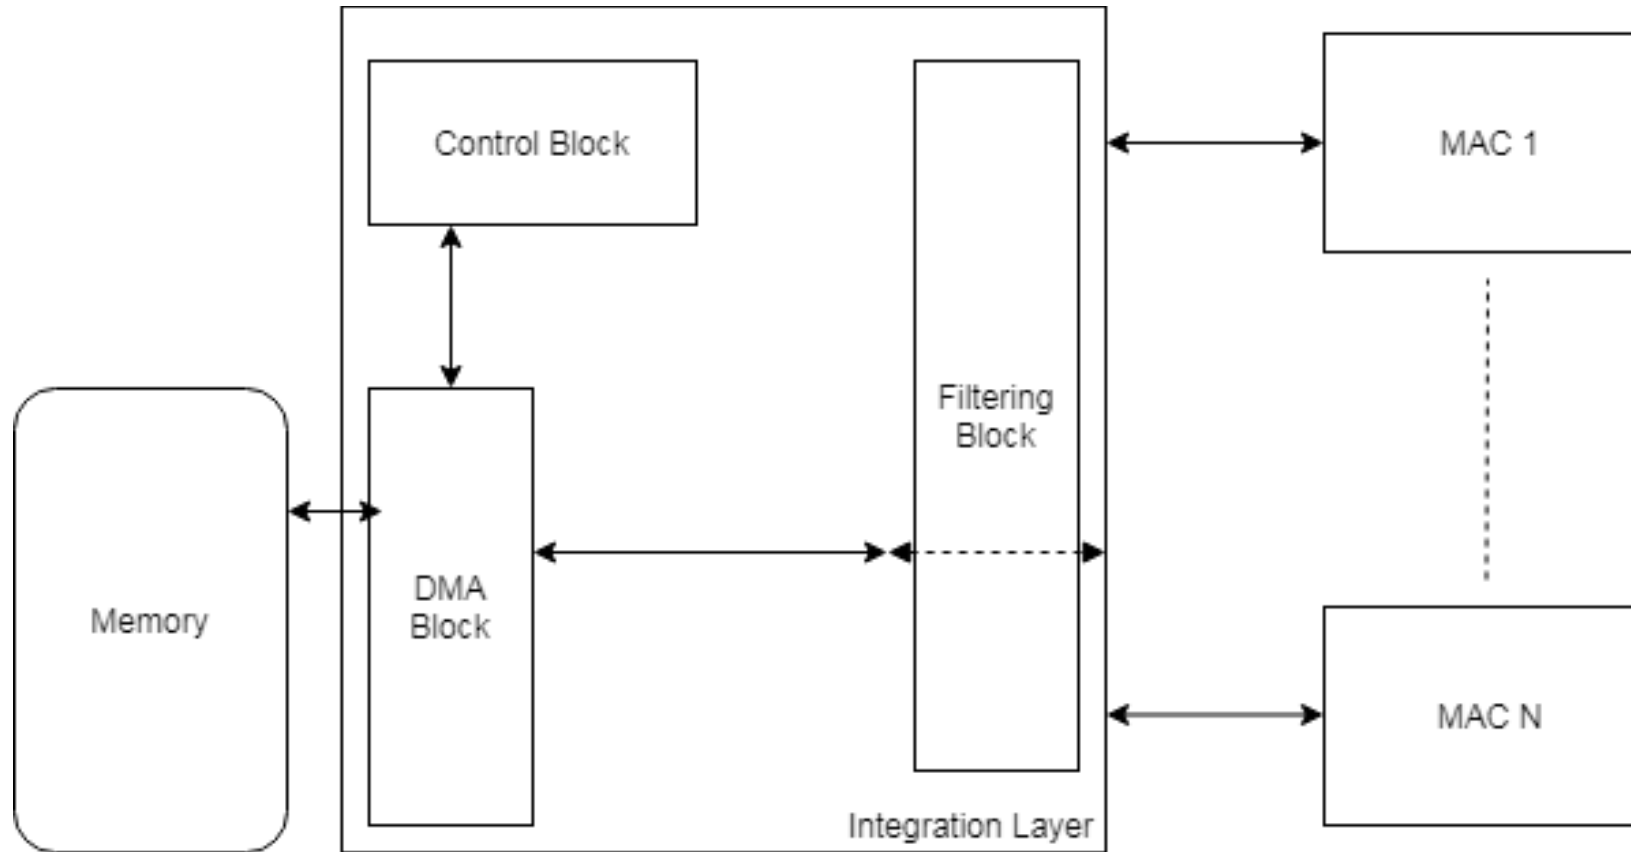 Control Block
MAC 1
Filtering
Block
DMA
Block
Memory
MAC N
Integration Layer